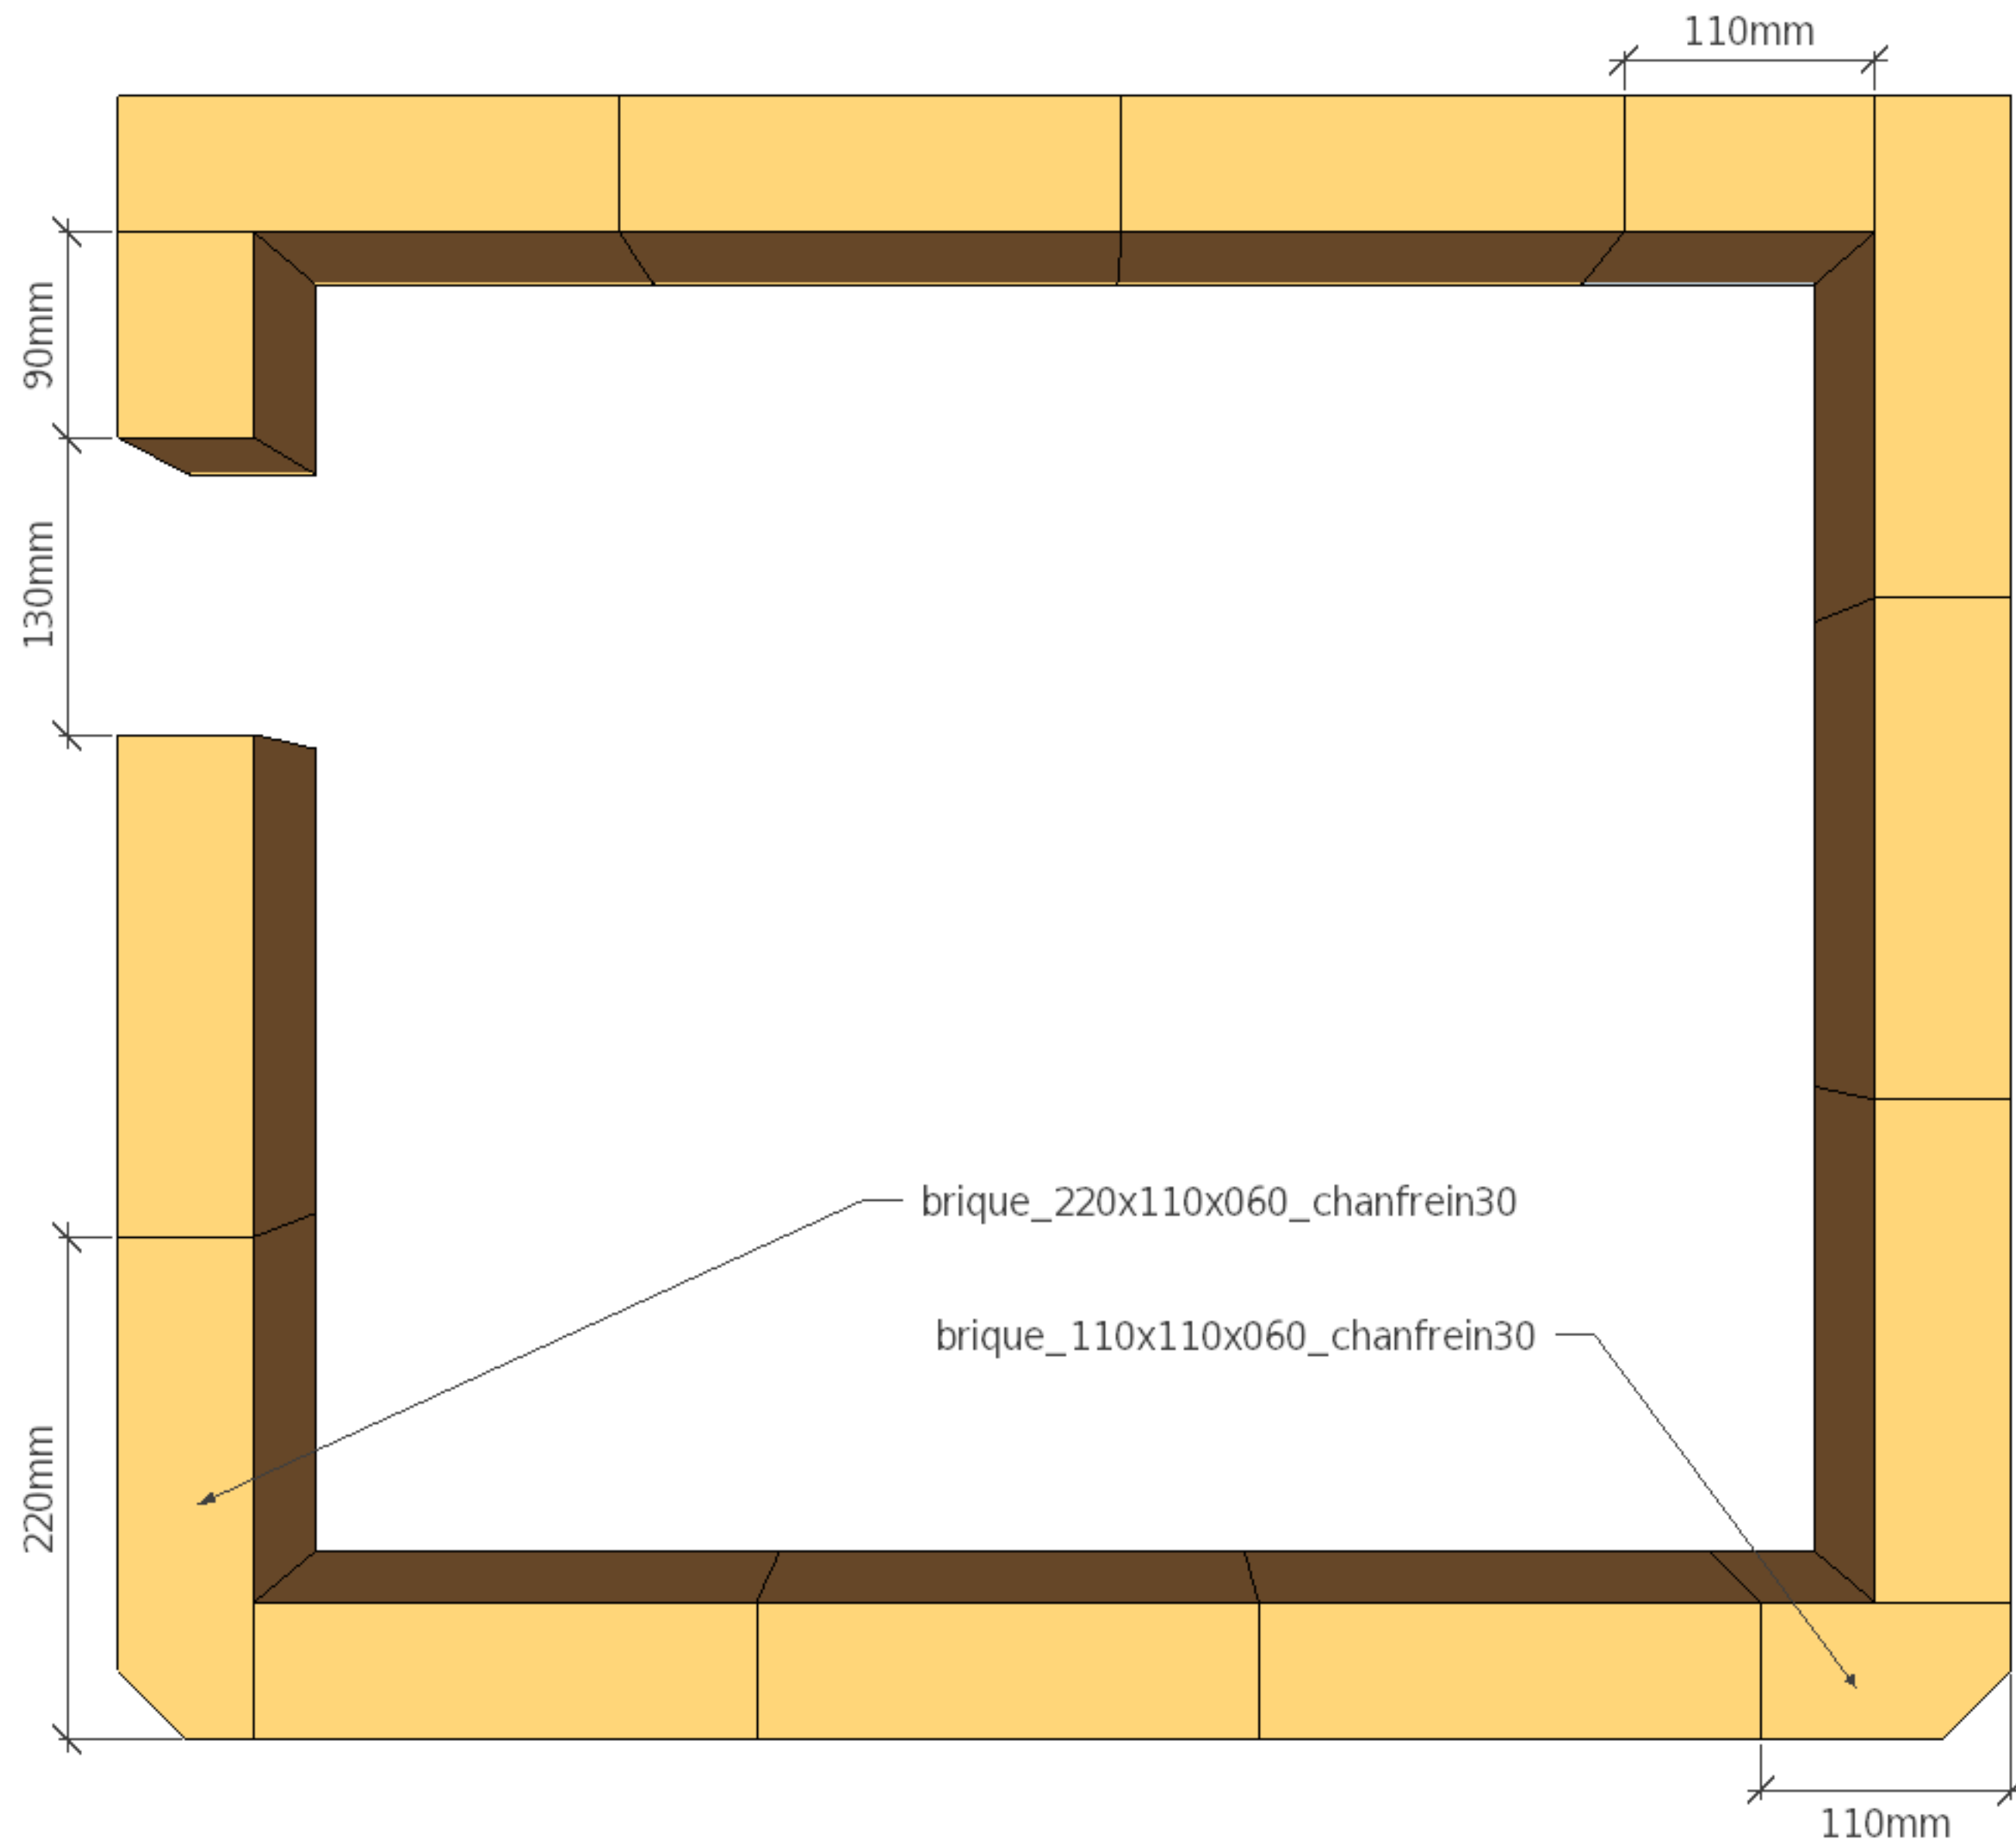 110mm
90mm
130mm
brique_220x110x060_chanfrein30
brique_110x110x060_chanfrein30
220mm
110mm